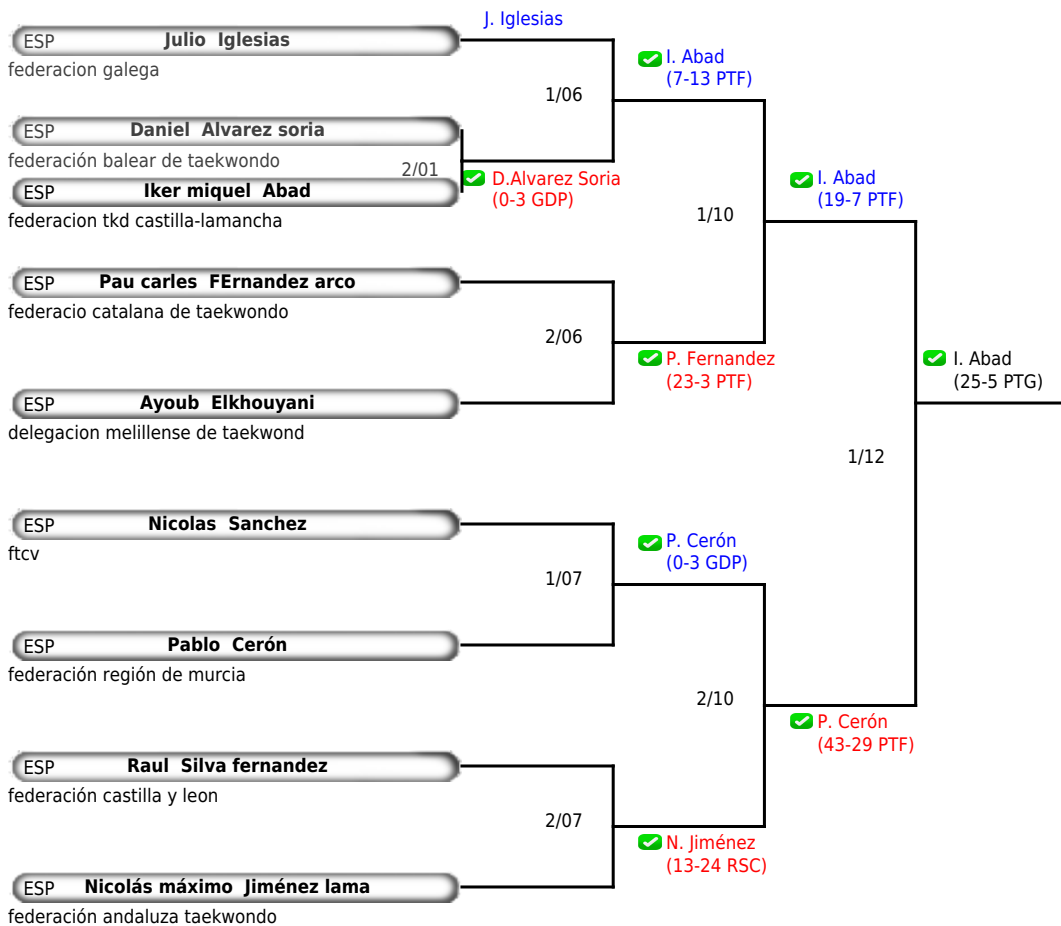 J. Iglesias
ESP Julio Iglesias
federacion galega
I. Abad
(7-13 PTF)
1/06
ESP Daniel Alvarez soria
federación balear de taekwondo
2/01
D.Alvarez Soria
(0-3 GDP)
ESP Iker miquel Abad
federacion tkd castilla-lamancha
I. Abad
(19-7 PTF)
1/10
ESP Pau carles FErnandez arco
federacio catalana de taekwondo
2/06
P. Fernandez
(23-3 PTF)
I. Abad
(25-5 PTG)
ESP Ayoub Elkhouyani
delegacion melillense de taekwond
1/12
ESP Nicolas Sanchez
ftcv
P. Cerón
(0-3 GDP)
1/07
ESP Pablo Cerón
federación región de murcia
2/10
P. Cerón
(43-29 PTF)
ESP Raul Silva fernandez
federación castilla y leon
2/07
N. Jiménez
(13-24 RSC)
ESP Nicolás máximo Jiménez lama
federación andaluza taekwondo